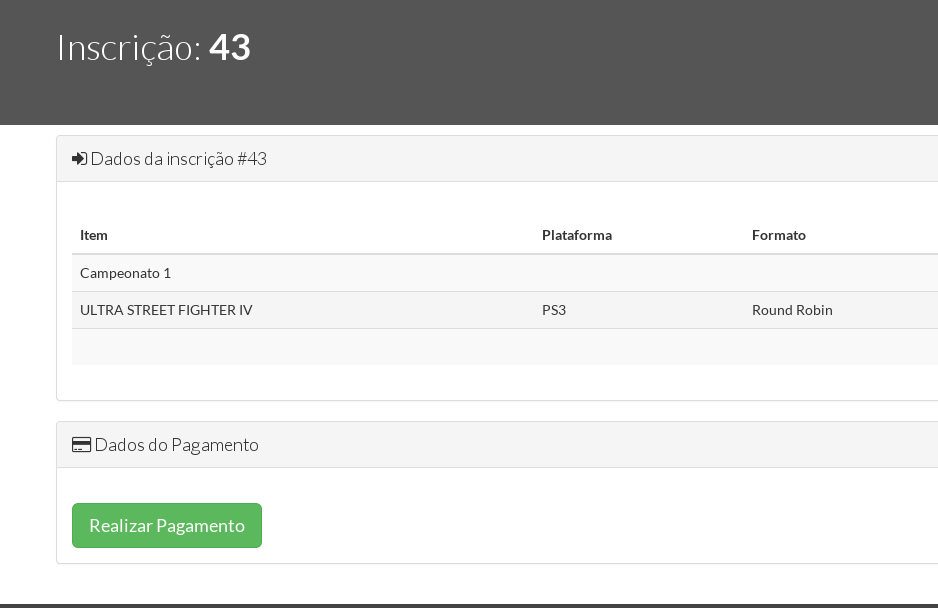 Inscrição: 43
Dados da inscrição #43
Item Plataforma Formato
Campeonato 1
ULTRA STREET FIGHTER IV PS3 Round Robin
Dados do Pagamento
Realizar Pagamento